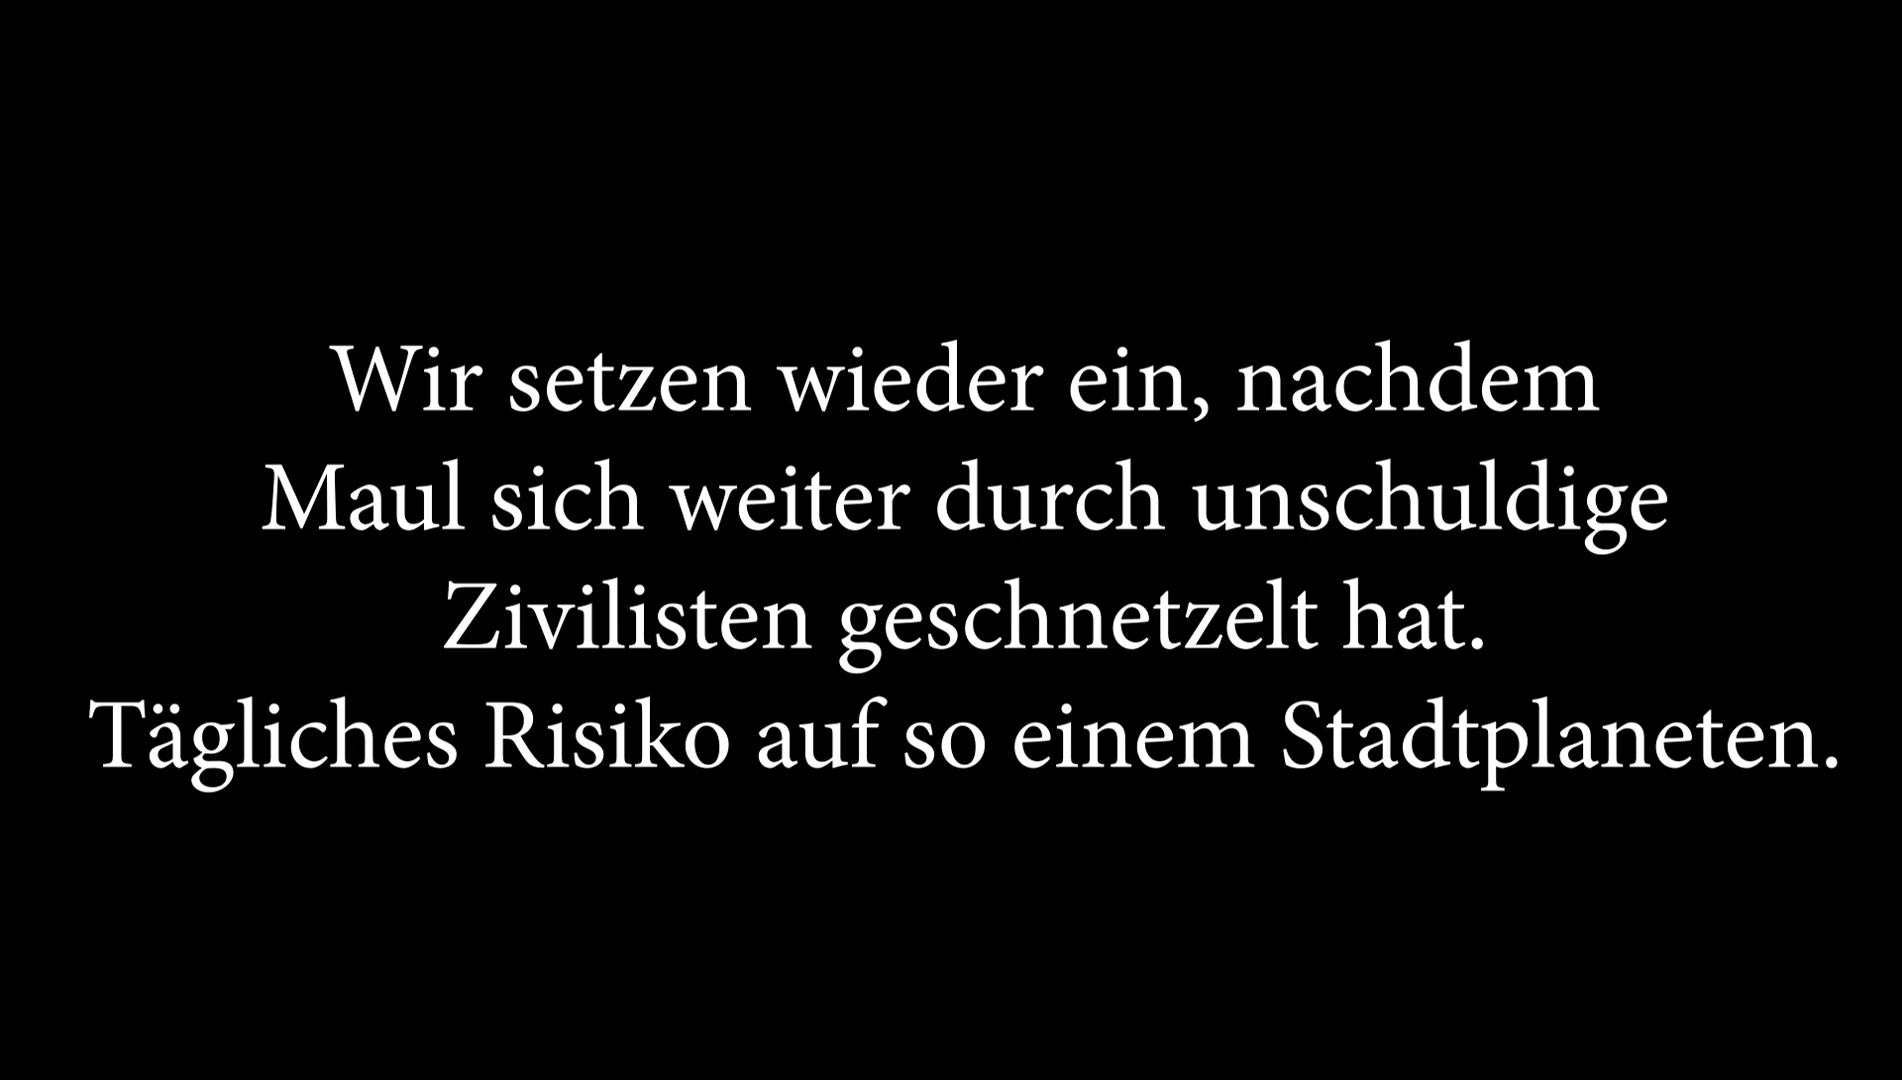 Wir setzen wieder ein, nachdem
Maul sich weiter durch unschuldige
Zivilisten geschnetzelt hat.
Tägliches Risiko auf so einem Stadtplaneten.